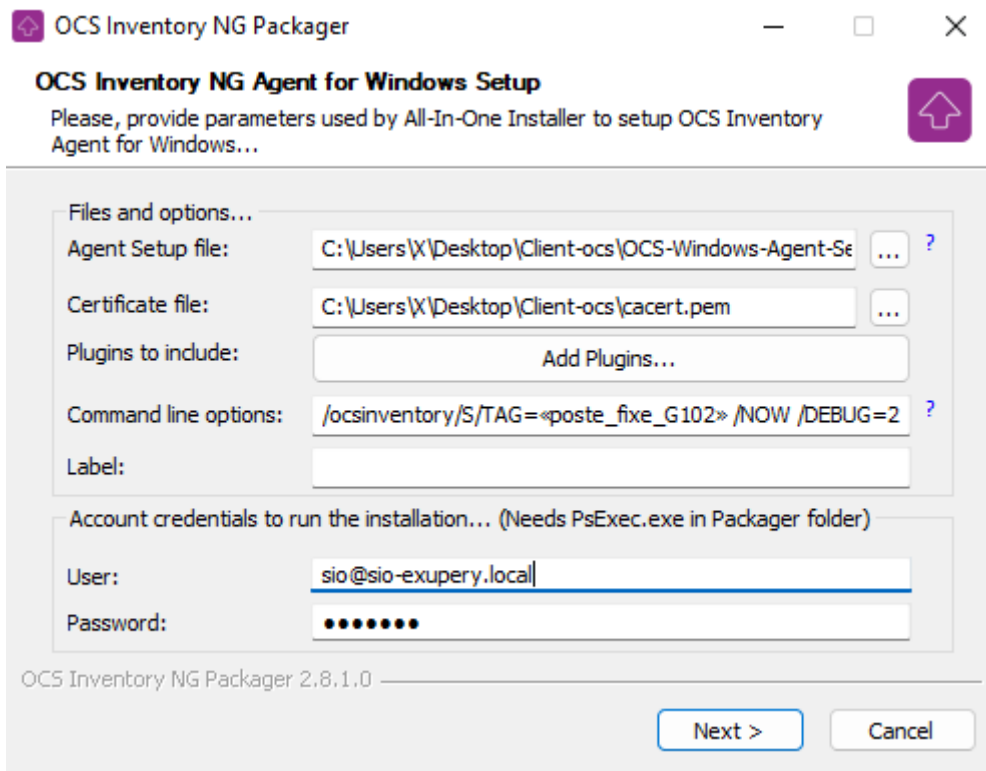 OCS Inventory NG Packager
OCS Inventory NG Agent for Windows Setup
Please, provide parameters used by All-In-One Installer to setup OCS Inventory
Agent for Windows...
Files and options...
Agent Setup file: C:\Users\X\Desktop\Client-ocs\OCS-Windows-Agent-Se ... ?
Certificate file: C:\Users\X\Desktop\Client-ocs\cacert.pem ...
Plugins to include: Add Plugins...
Command line options: /ocsinventory/S/TAG=«poste_fixe_G102» /NOW /DEBUG=2 ?
Label:
Account credentials to run the installation... (Needs PsExec.exe in Packager folder)
User: sio@sio-exupery.local
Password: •••••••
OCS Inventory NG Packager 2.8.1.0
Next > Cancel